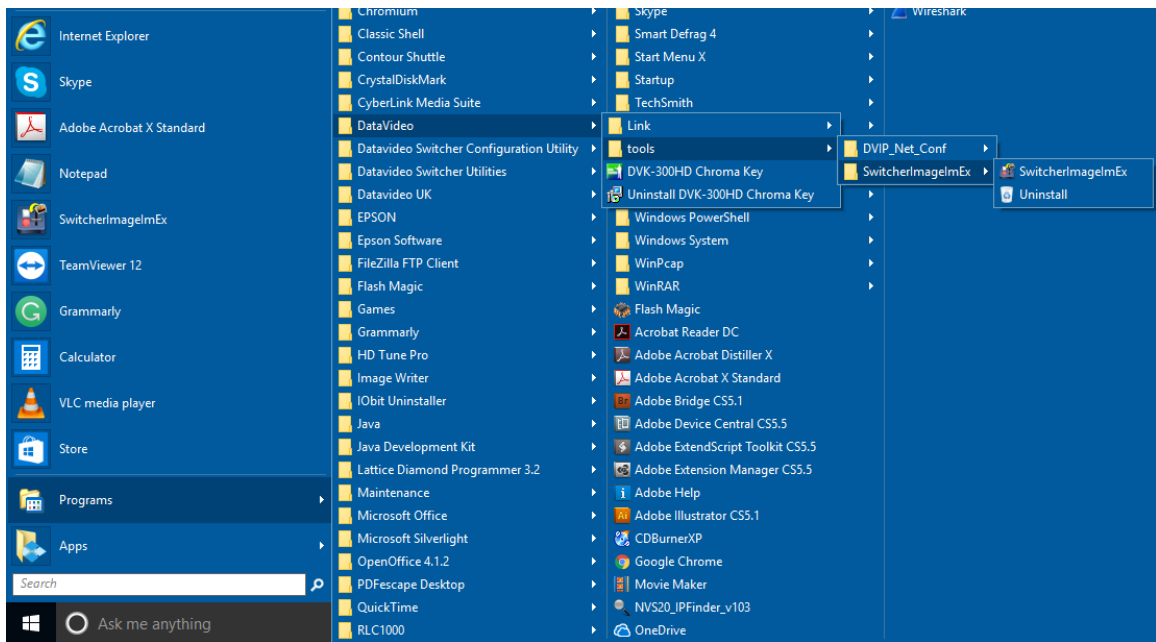 Internet Explorer
Skype
Adobe Acrobat X Standard
Notepad
SwitcherImageImEx
TeamViewer 12
Grammarly
Calculator
VLC media player
Store
Programs
Apps
Search
Ask me anything
Chromium
Classic Shell
Contour Shuttle
CrystalDiskMark
CyberLink Media Suite
DataVideo
Datavideo Switcher Configuration Utility
Datavideo Switcher Utilities
Datavideo UK
EPSON
Epson Software
FileZilla FTP Client
Flash Magic
Games
Grammarly
HD Tune Pro
Image Writer
IObit Uninstaller
Java
Java Development Kit
Lattice Diamond Programmer 3.2
Maintenance
Microsoft Office
Microsoft Silverlight
OpenOffice 4.1.2
PDFescape Desktop
QuickTime
RLC1000
Skype
Smart Defrag 4
Start Menu X
Startup
TechSmith
Link
tools
DVK-300HD Chroma Key
Uninstall DVK-300HD Chroma Key
Windows PowerShell
Windows System
WinPcap
WinRAR
Flash Magic
Acrobat Reader DC
Adobe Acrobat Distiller X
Adobe Acrobat X Standard
Adobe Bridge CS5.1
Adobe Device Central CS5.5
Adobe ExtendScript Toolkit CS5.5
Adobe Extension Manager CS5.5
Adobe Help
Adobe Illustrator CS5.1
CDBurnerXP
Google Chrome
Movie Maker
NVS20_IPFinder_v103
OneDrive
Wireshark
DVIP_Net_Conf
SwitcherImageImEx
SwitcherImageImEx
Uninstall